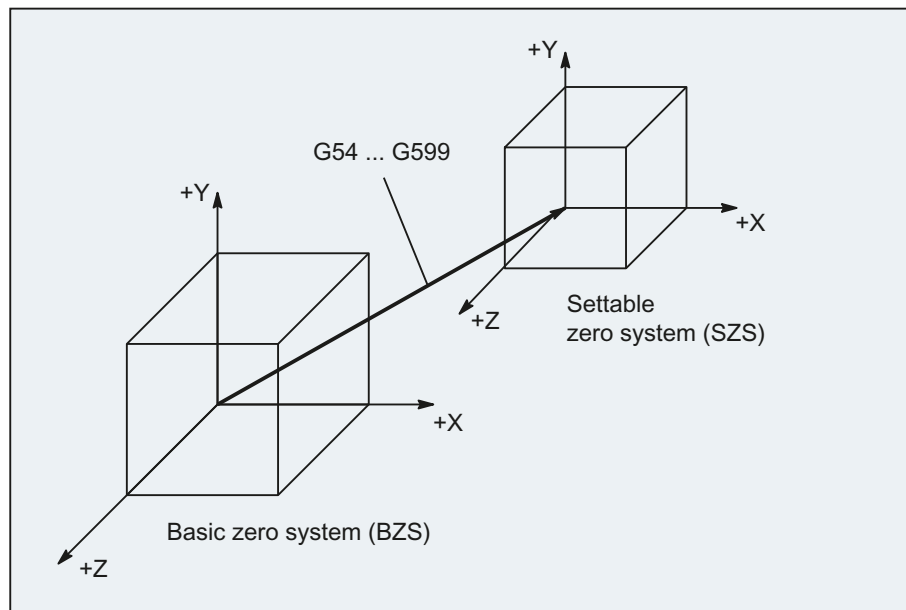 +Y
G54 ... G599
+Y
+X
+Z
Settable
zero system (SZS)
+X
Basic zero system (BZS)
+Z